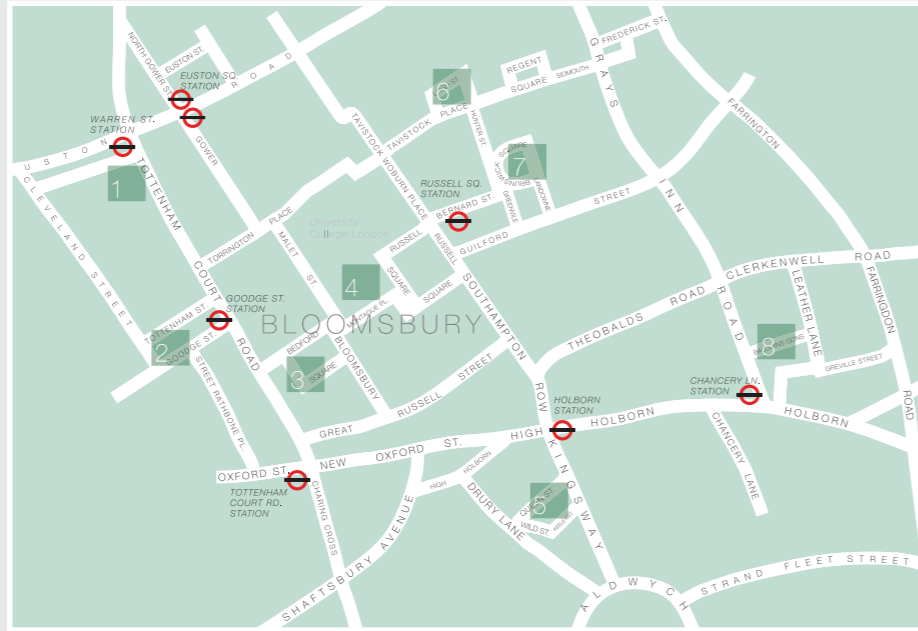 NORTH GOWER ST.
EUSTON ST.
EUSTON SQ.
STATION
ROAD
FREDERICK ST.
GRAYS
REGENT
SQUARE
SIDMOUTH
6
PLACE
TAVISTOCK
HUNTER ST.
WARREN ST.
STATION
USTON
TOTTENHAM
GOWER
TAVISTOCK
WOBURN PLACE
FARRINGTON
1
SQUARE
7
BRUNSWICK
LANDOWNE
GRENVILLE
RUSSELL SQ.
STATION
BERNARD ST.
STREET
INN
CLEVELAND STREET
PLACE
TORRINGTON
University
College London
MALET
ST.
RUSSELL
SQUARE
RUSSELL
SQUARE
GUILFORD
SOUTHAMPTON
COURT
ROAD
4
MONTAGUE PL.
GOODGE ST.
STATION
TOTTENHAM ST.
GOODGE ST.
2
BLOOMSBURY
BEDFORD
SQUARE
3
BLOOMSBURY
THEOBALDS
ROAD
CLERKENWELL
ROAD
LEATHER LANE
FARRINGDON
ROAD
8
GREVILLE STREET
ROAD
STREET RATHBONE PL.
GREAT
RUSSELL
STREET
ROW
CHANCERY LN.
STATION
HOLBORN
STATION
OXFORD ST.
NEW
OXFORD
ST.
HIGH
HOLBORN
HOLBORN
CHANCERY
LANE
TOTTENHAM
COURT RD.
STATION
CHARING CROSS
HIGH
HOLBORN
DRURY LANE
KINGSWAY
5
WILD ST.
SHAFTSBURY AVENUE
ALDWYCH
STRAND FLEET STREET